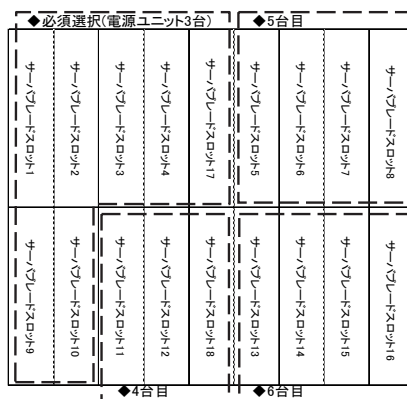 ◆必須選択(電源ユニット3台)
◆5台目
サーバブレードスロット1
サーバブレードスロット2
サーバブレードスロット3
サーバブレードスロット4
サーバブレードスロット17
サーバブレードスロット5
サーバブレードスロット6
サーバブレードスロット7
サーバブレードスロット8
サーバブレードスロット9
サーバブレードスロット10
サーバブレードスロット11
サーバブレードスロット12
サーバブレードスロット18
サーバブレードスロット13
サーバブレードスロット14
サーバブレードスロット15
サーバブレードスロット16
◆4台目
◆6台目